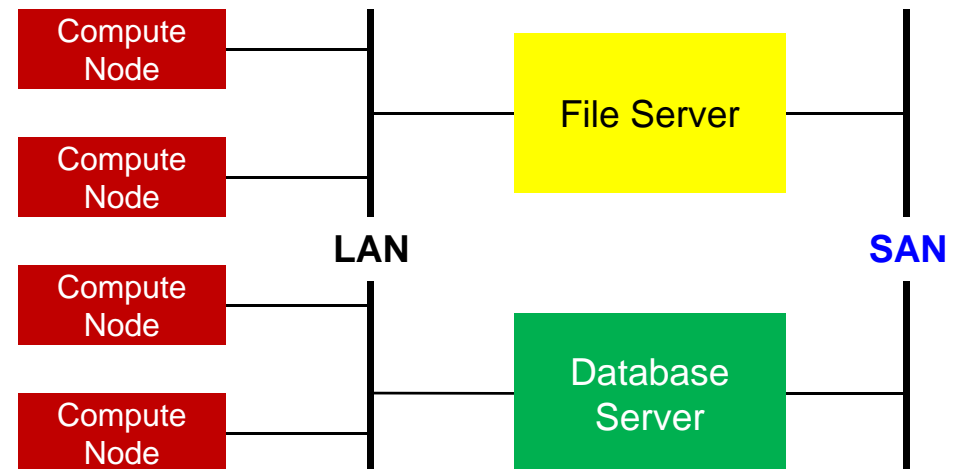 Compute
Node
File Server
Compute
Node
LAN
SAN
Compute
Node
Database
Server
Compute
Node